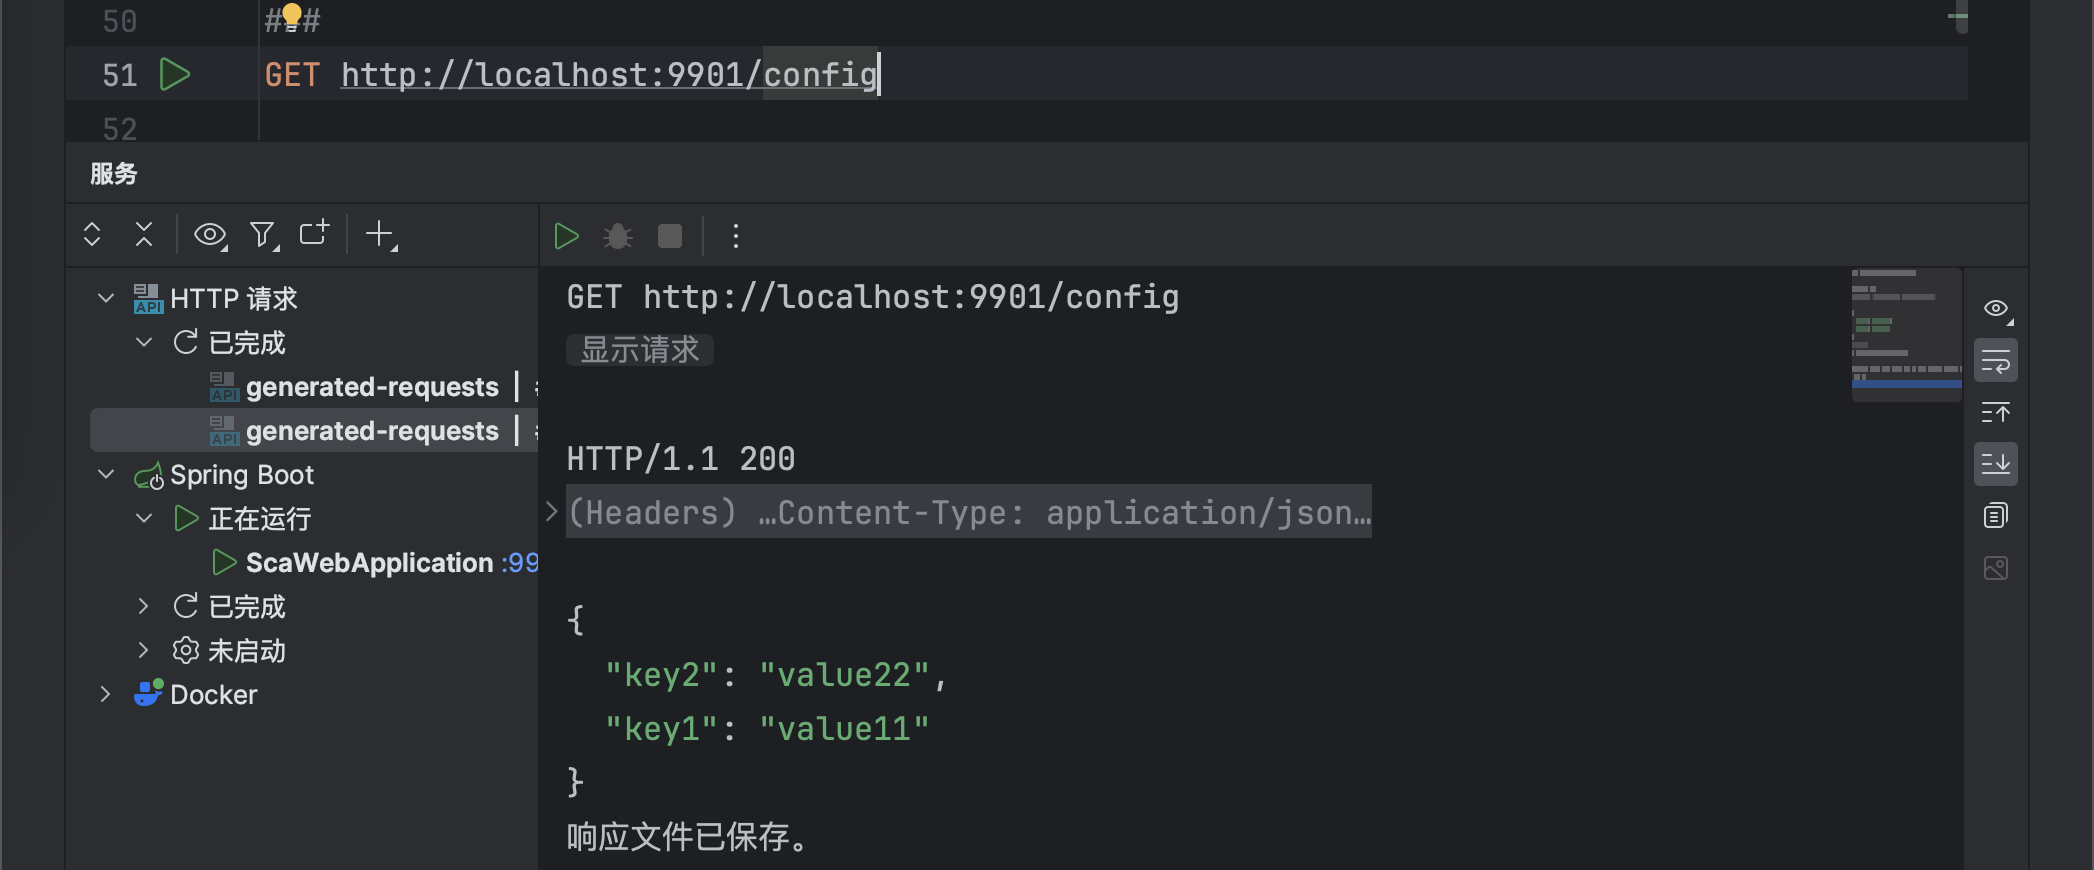 50 ###
51 GET http://localhost:9901/config
52
服务
HTTP 请求
已完成
generated-requests |
generated-requests |
Spring Boot
正在运行
ScaWebApplication :99
已完成
未启动
Docker
GET http://localhost:9901/config
显示请求
HTTP/1.1 200
(Headers) …Content-Type: application/json…
{
"key2": "value22",
"key1": "value11"
}
响应文件已保存。